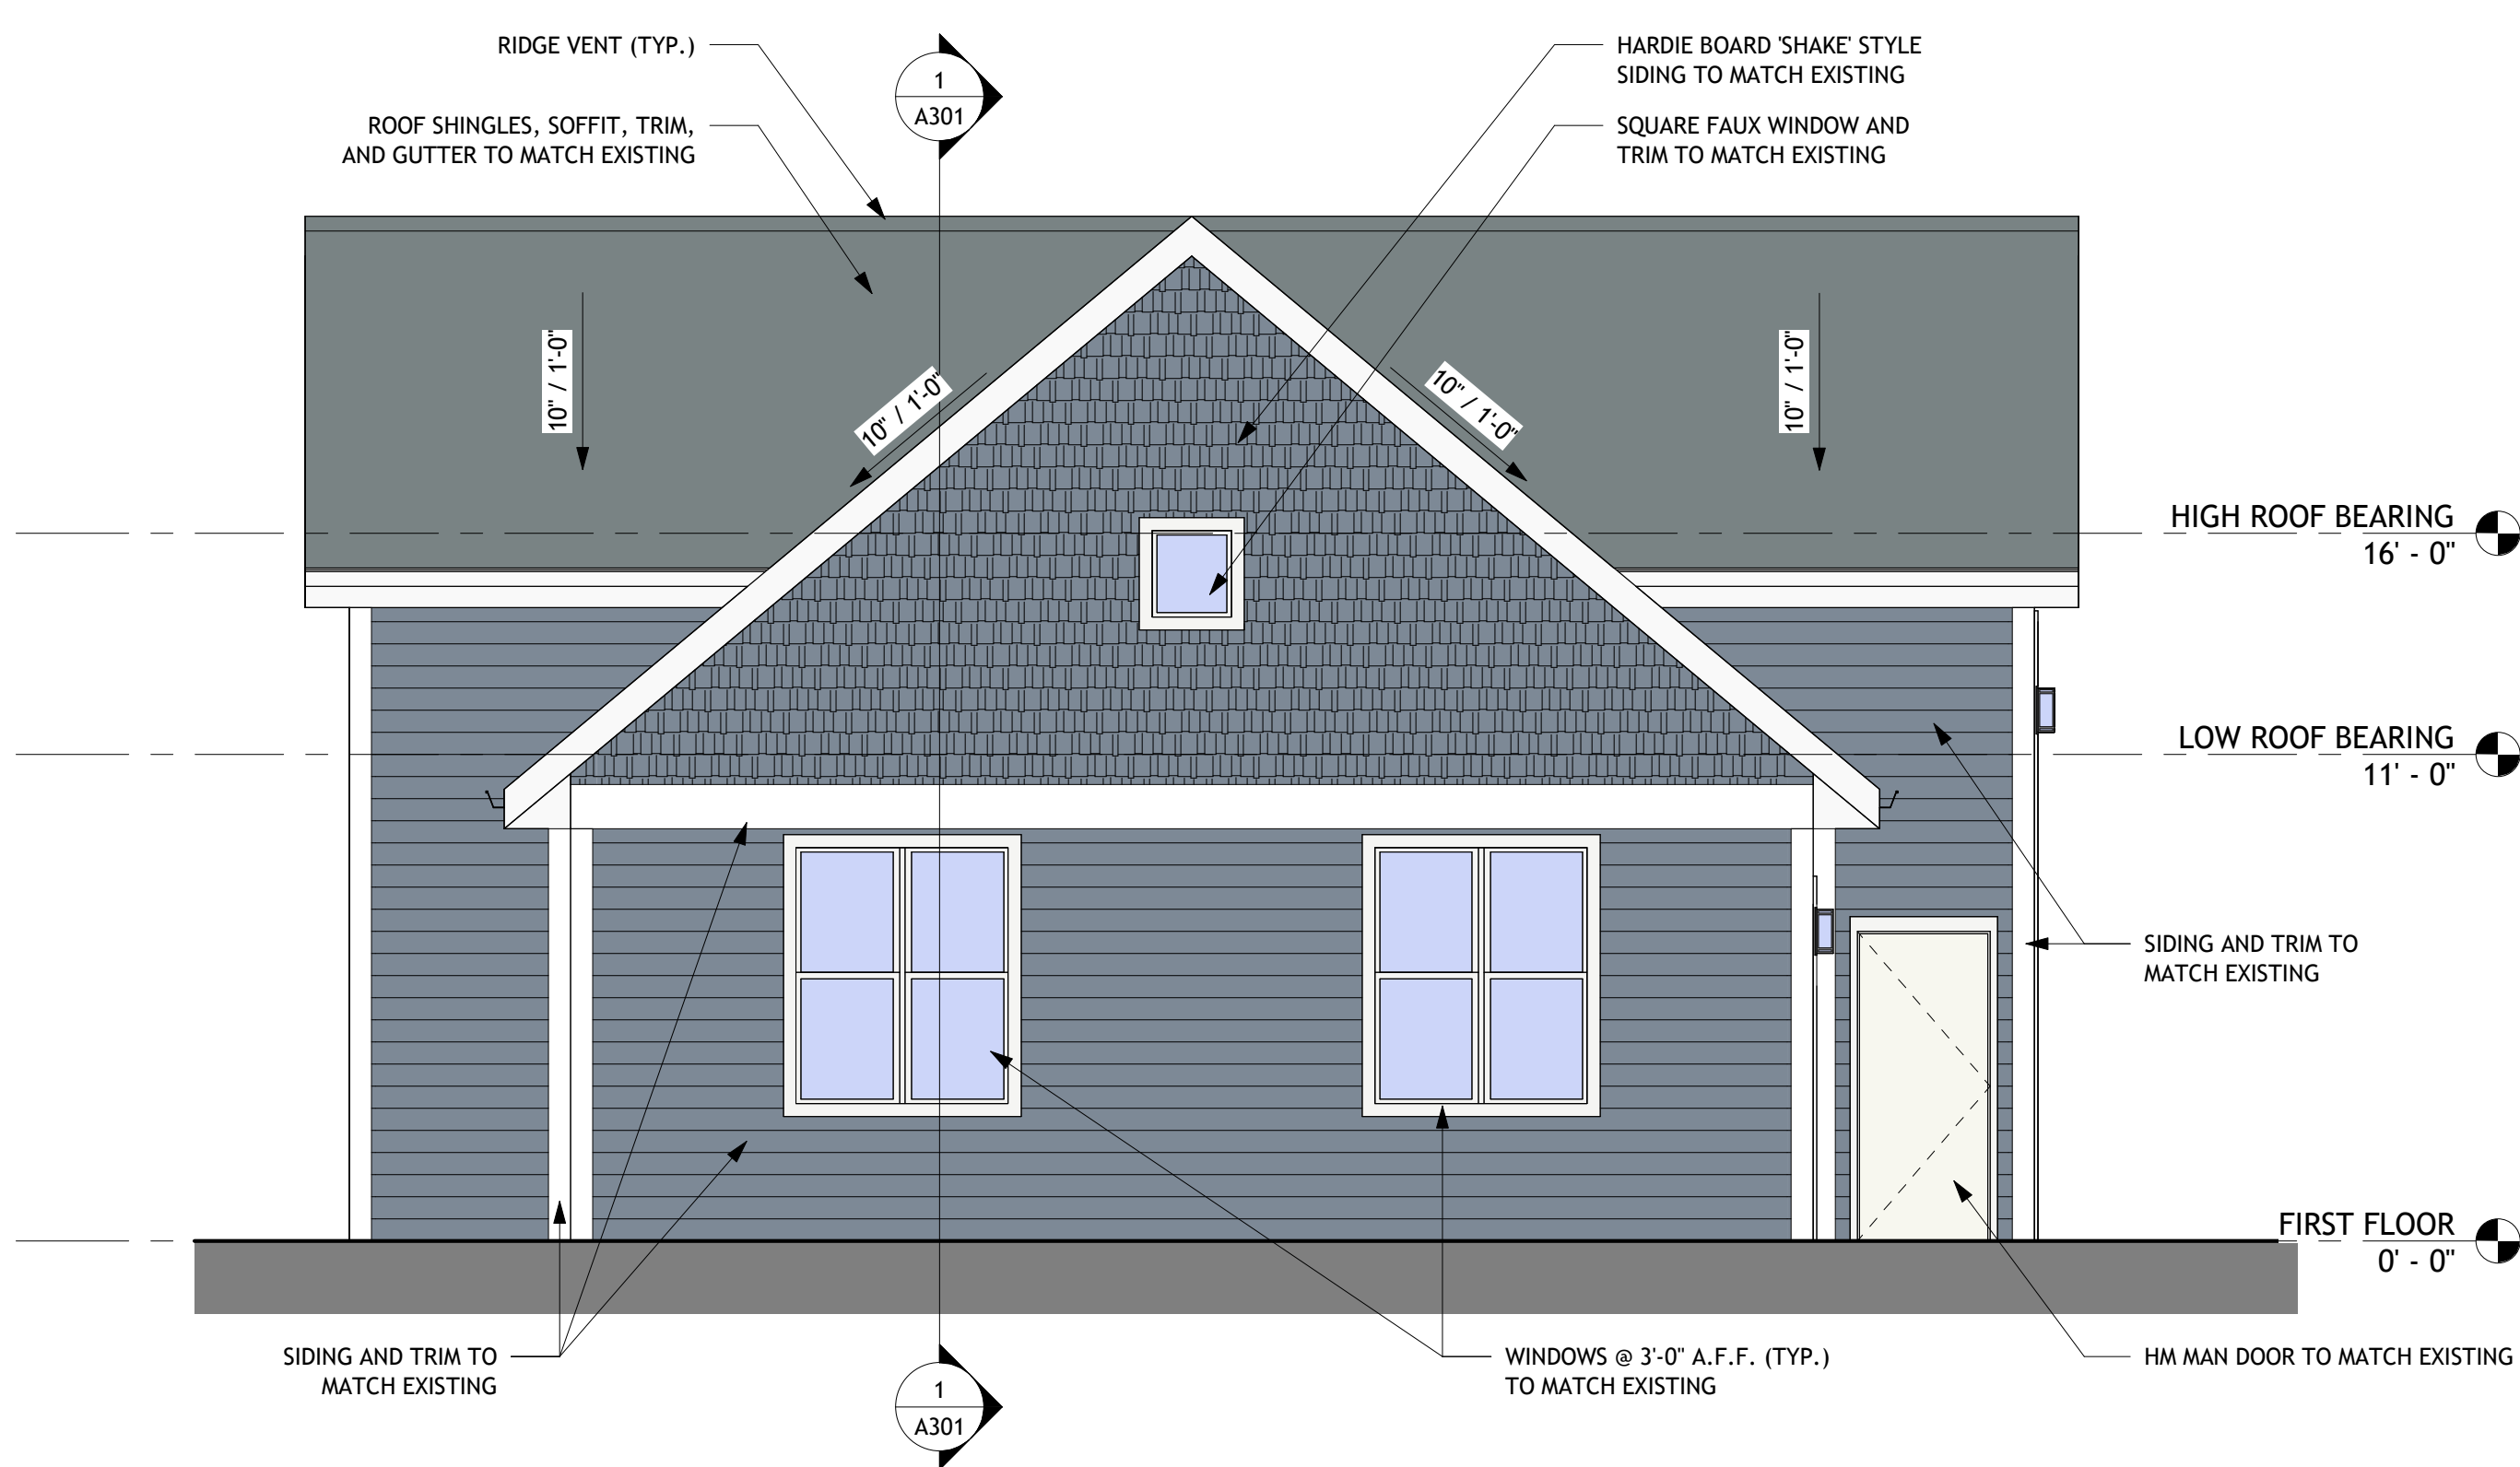 RIDGE VENT (TYP.)
1
A301
HARDIE BOARD 'SHAKE' STYLE
SIDING TO MATCH EXISTING
ROOF SHINGLES, SOFFIT, TRIM,
AND GUTTER TO MATCH EXISTING
SQUARE FAUX WINDOW AND
TRIM TO MATCH EXISTING
10" / 1'-0"
10" / 1'-0"
10" / 1'-0"
10" / 1'-0"
HIGH ROOF BEARING
16' - 0"
LOW ROOF BEARING
11' - 0"
SIDING AND TRIM TO
MATCH EXISTING
FIRST FLOOR
0' - 0"
SIDING AND TRIM TO
MATCH EXISTING
1
A301
WINDOWS @ 3'-0" A.F.F. (TYP.)
TO MATCH EXISTING
HM MAN DOOR TO MATCH EXISTING